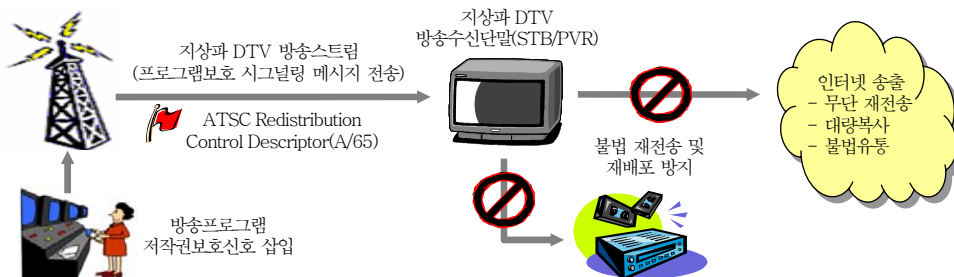 지상파 DTV 방송스트림
(프로그램보호 시그널링 메시지 전송)
ATSC Redistribution
Control Descriptor(A/65)
방송프로그램
저작권보호신호 삽입
지상파 DTV
방송수신단말(STB/PVR)
불법 재전송 및
재배포 방지
인터넷 송출
- 무단 재전송
- 대량복사
- 불법유통